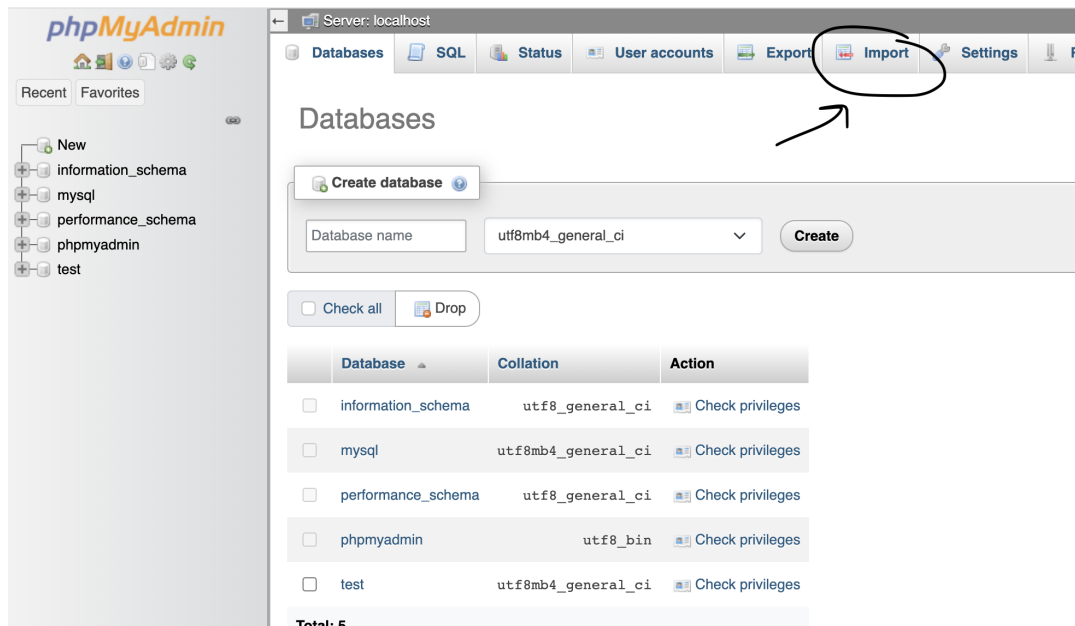 phpMyAdmin
Recent Favorites
New
information_schema
mysql
performance_schema
phpmyadmin
test
Server: localhost
Databases SQL Status User accounts Export Import Settings
Databases
Create database
Database name utf8mb4_general_ci Create
Check all Drop
Database Collation Action
information_schema utf8_general_ci Check privileges
mysql utf8mb4_general_ci Check privileges
performance_schema utf8_general_ci Check privileges
phpmyadmin utf8_bin Check privileges
test utf8mb4_general_ci Check privileges
Total: 5